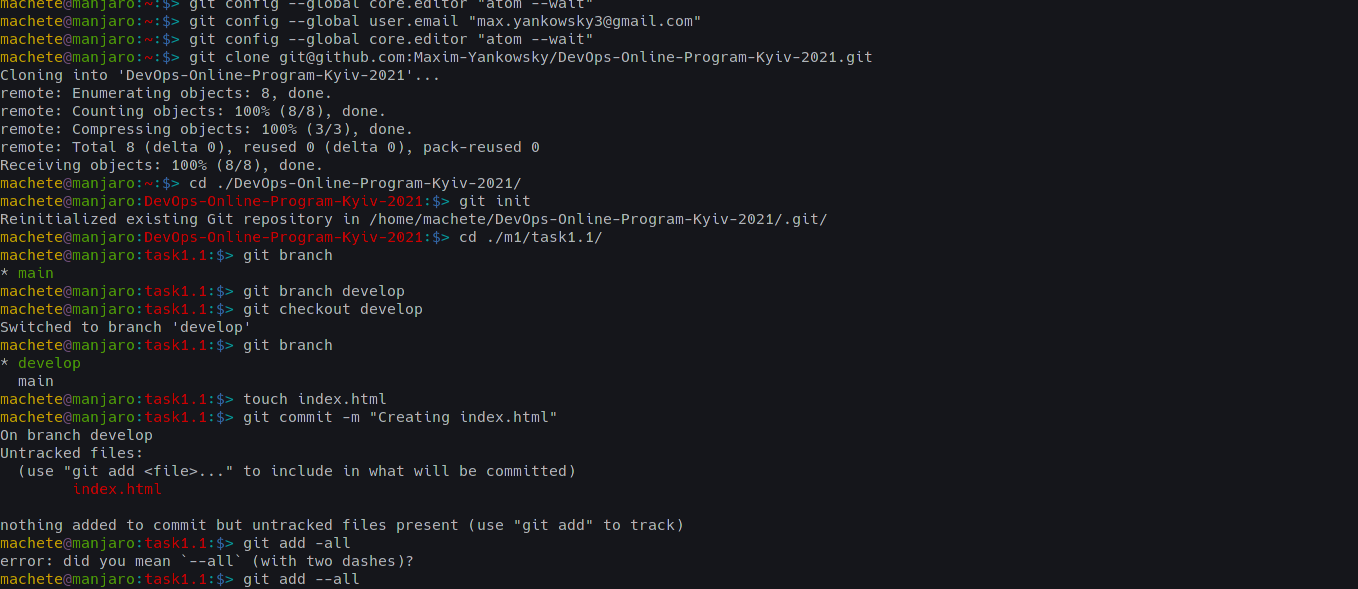 machete@manjaro:~:$> git config --global core.editor "atom --wait"
machete@manjaro:~:$> git config --global user.email "max.yankowsky3@gmail.com"
machete@manjaro:~:$> git config --global core.editor "atom --wait"
machete@manjaro:~:$> git clone git@github.com:Maxim-Yankowsky/DevOps-Online-Program-Kyiv-2021.git
Cloning into 'DevOps-Online-Program-Kyiv-2021'...
remote: Enumerating objects: 8, done.
remote: Counting objects: 100% (8/8), done.
remote: Compressing objects: 100% (3/3), done.
remote: Total 8 (delta 0), reused 0 (delta 0), pack-reused 0
Receiving objects: 100% (8/8), done.
machete@manjaro:~:$> cd ./DevOps-Online-Program-Kyiv-2021/
machete@manjaro:DevOps-Online-Program-Kyiv-2021:$> git init
Reinitialized existing Git repository in /home/machete/DevOps-Online-Program-Kyiv-2021/.git/
machete@manjaro:DevOps-Online-Program-Kyiv-2021:$> cd ./m1/task1.1/
machete@manjaro:task1.1:$> git branch
* main
machete@manjaro:task1.1:$> git branch develop
machete@manjaro:task1.1:$> git checkout develop
Switched to branch 'develop'
machete@manjaro:task1.1:$> git branch
* develop
  main
machete@manjaro:task1.1:$> touch index.html
machete@manjaro:task1.1:$> git commit -m "Creating index.html"
On branch develop
Untracked files:
  (use "git add <file>..." to include in what will be committed)
        index.html

nothing added to commit but untracked files present (use "git add" to track)
machete@manjaro:task1.1:$> git add -all
error: did you mean `--all` (with two dashes)?
machete@manjaro:task1.1:$> git add --all